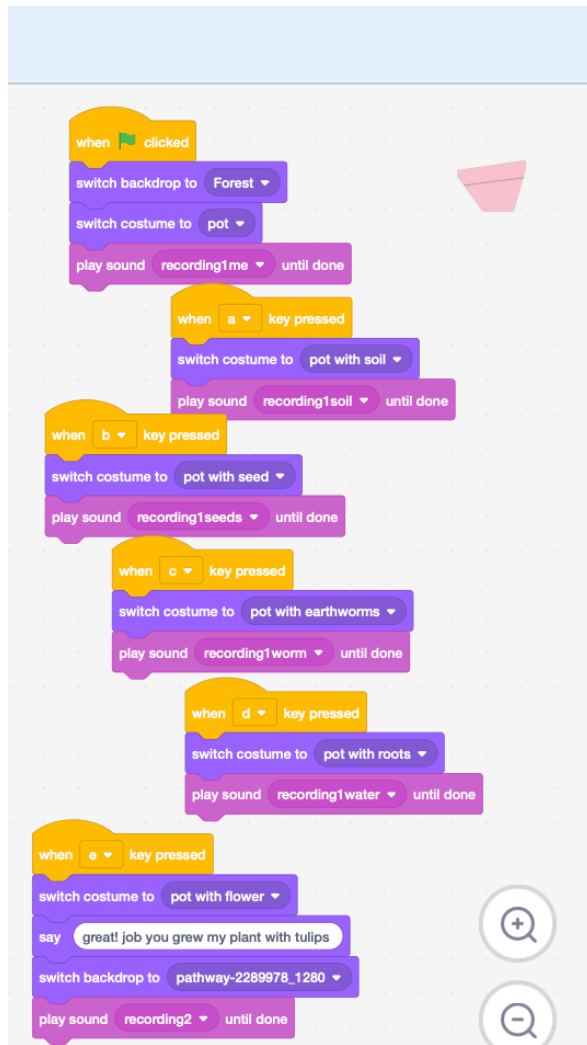 when clicked
switch backdrop to Forest
switch costume to pot
play sound recording1me until done
when a key pressed
switch costume to pot with soil
play sound recording1soil until done
when b key pressed
switch costume to pot with seed
play sound recording1seeds until done
when c key pressed
switch costume to pot with earthworms
play sound recording1worm until done
when d key pressed
switch costume to pot with roots
play sound recording1water until done
when e key pressed
switch costume to pot with flower
say great! job you grew my plant with tulips
switch backdrop to pathway-2289978_1280
play sound recording2 until done